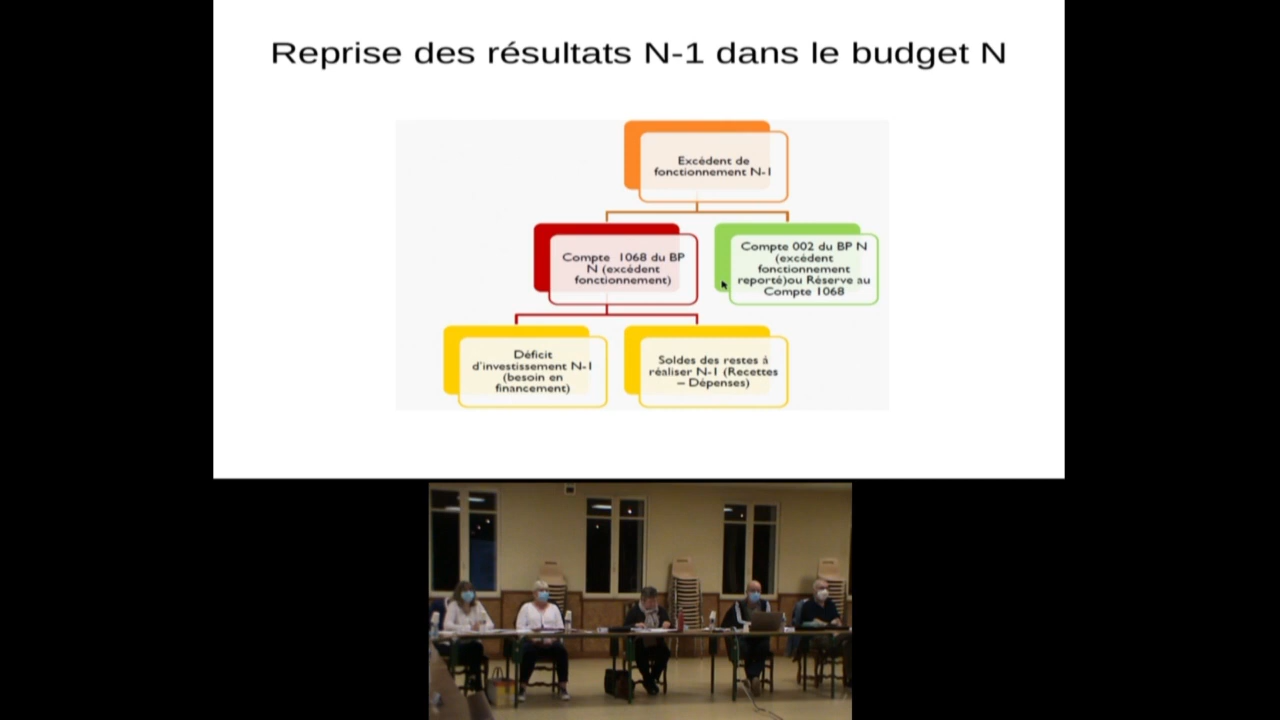 Reprise des résultats N-1 dans le budget N
Excédent de
fonctionnement N-1
Compte 1068 du BP
N (excédent
fonctionnement)
Compte 002 du BP N
(excédent
fonctionnement
reporté)ou Réserve au
Compte 1068
Déficit
d'investissement N-1
(besoin en
financement)
Soldes des restes à
réaliser N-1 (Recettes
– Dépenses)